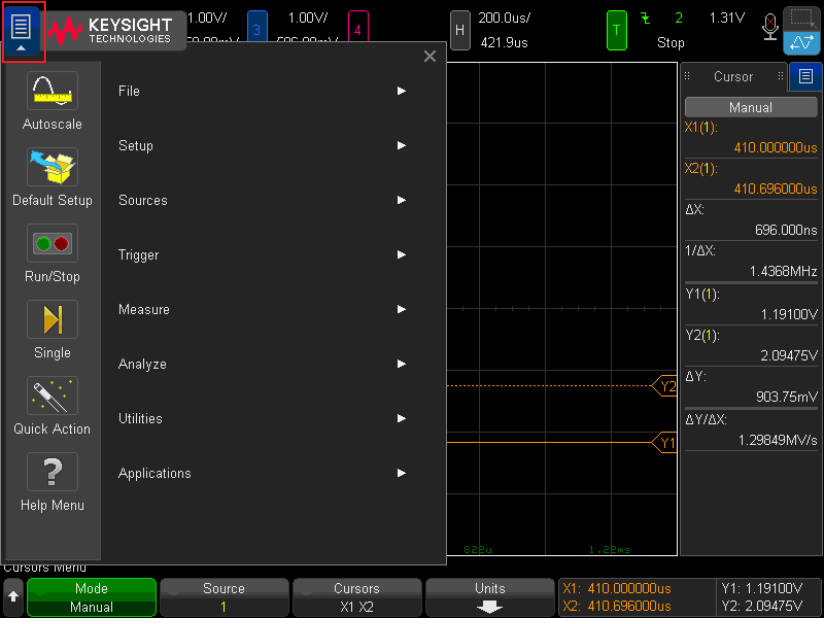 KEYSIGHT
TECHNOLOGIES
1.00V/
3
1.00V/
4
H
200.0us/
421.9us
T
2
1.31V
Stop
Cursor
Manual
X1(1):
410.000000us
X2(1):
410.696000us
ΔX:
696.000ns
1/ΔX:
1.4368MHz
Y1(1):
1.19100V
Y2(1):
2.09475V
ΔY:
903.75mV
ΔY/ΔX:
1.29849MV/s
Autoscale
Default Setup
Run/Stop
Single
Quick Action
Help Menu
File
Setup
Sources
Trigger
Measure
Analyze
Utilities
Applications
Y2
Y1
822u
1.22ms
Cursors Menu
Mode
Manual
Source
1
Cursors
X1 X2
Units
X1: 410.000000us
X2: 410.696000us
Y1: 1.19100V
Y2: 2.09475V